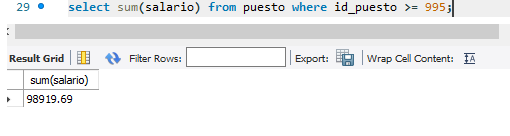 29 select sum(salario) from puesto where id_puesto >= 995;
Result Grid Filter Rows: Export: Wrap Cell Content: IA
sum(salario)
98919.69